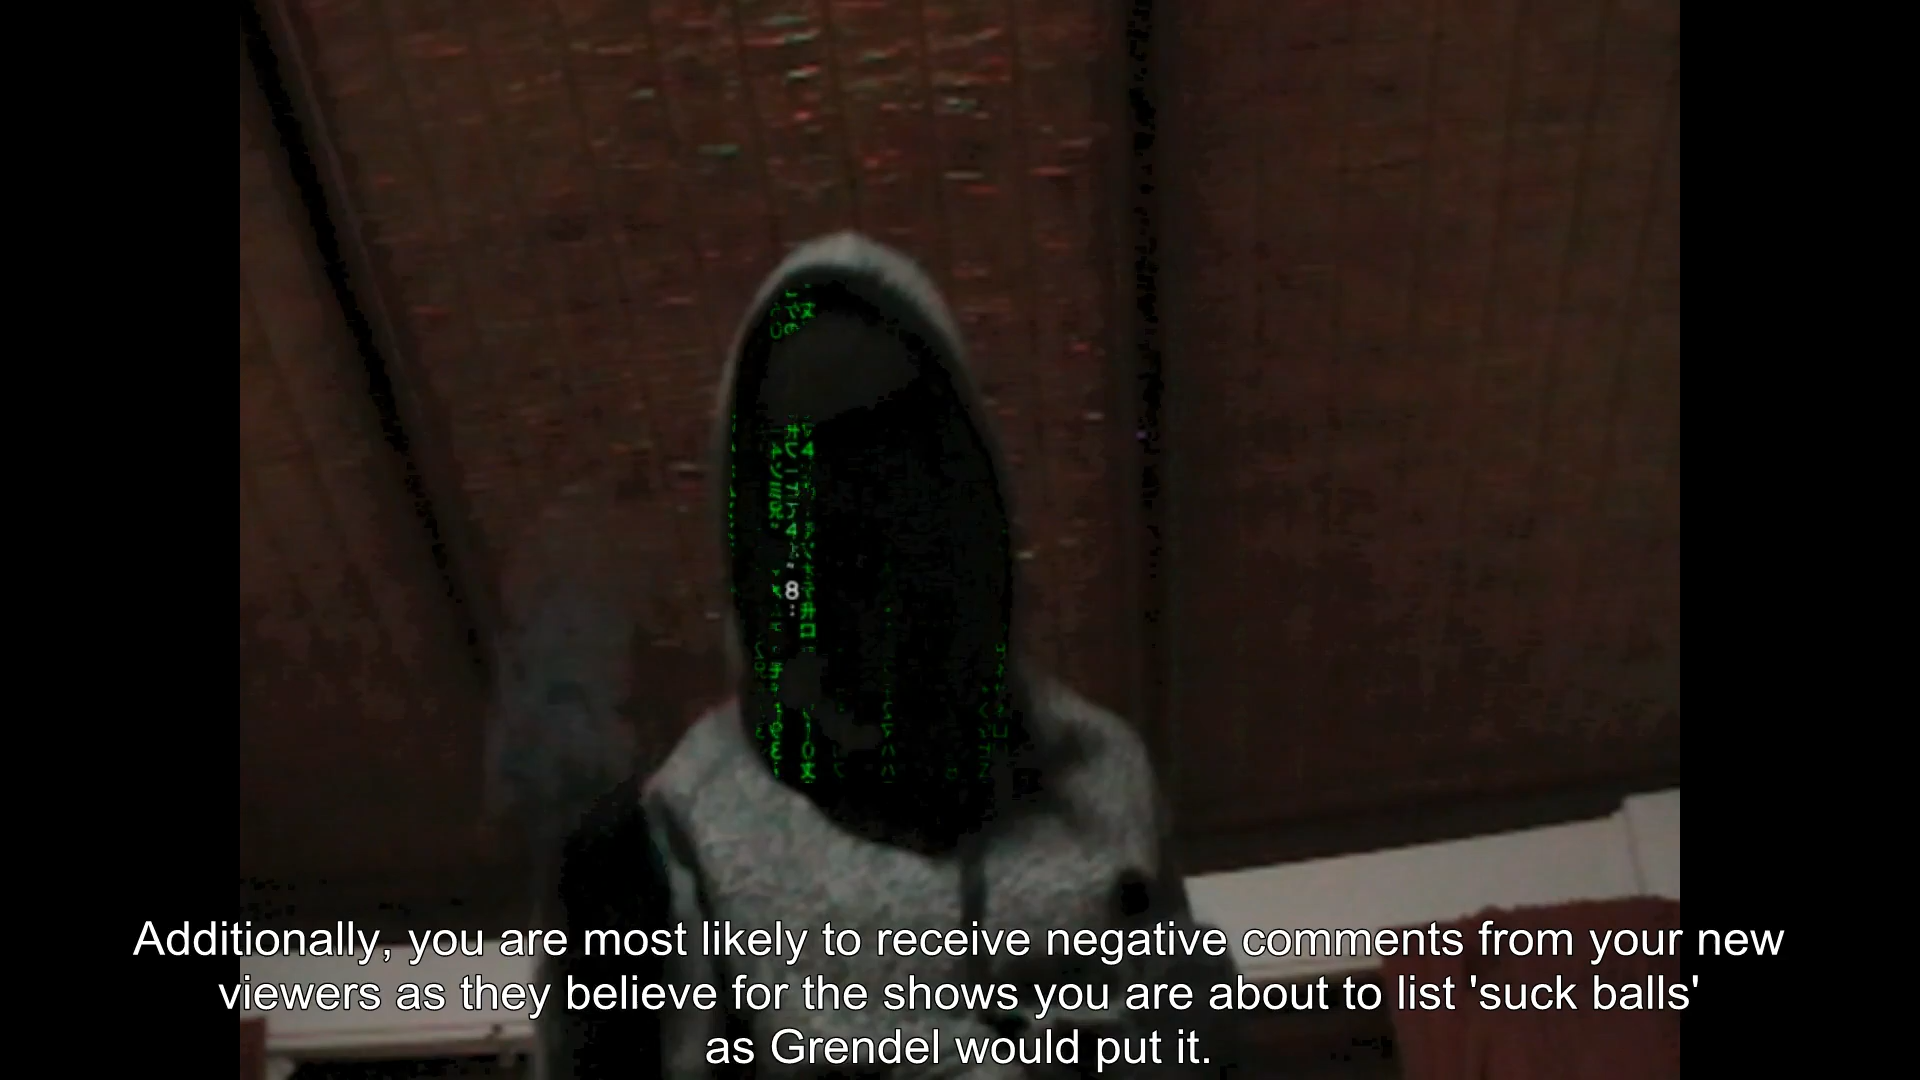 Additionally, you are most likely to receive negative comments from your new
viewers as they believe for the shows you are about to list 'suck balls'
as Grendel would put it.